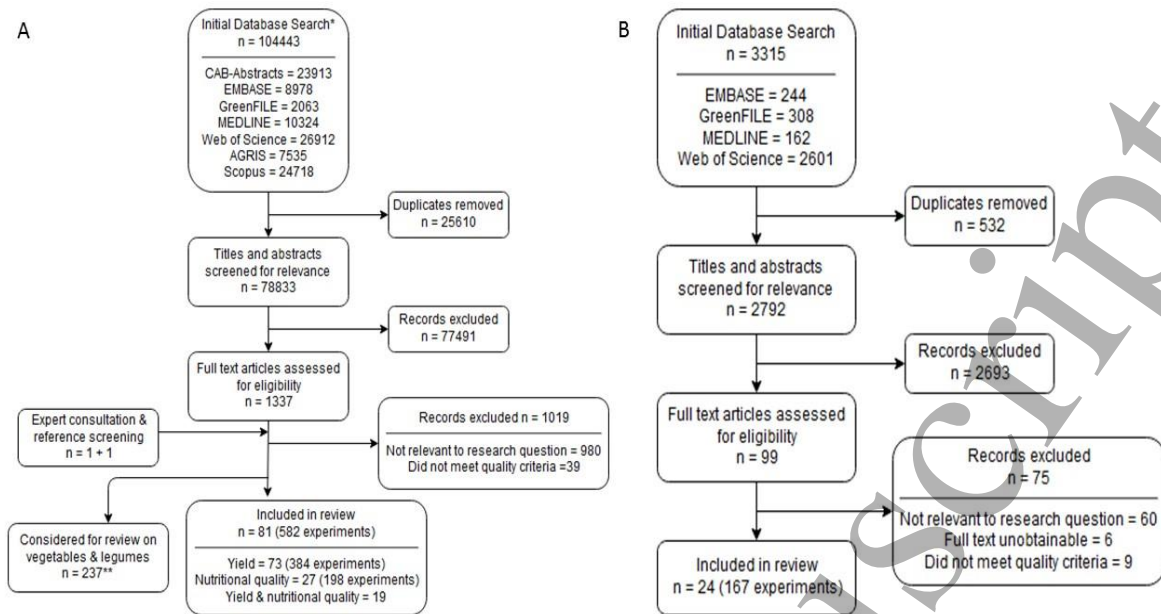 A
Initial Database Search*
n = 104443
CAB-Abstracts = 23913
EMBASE = 8978
GreenFILE = 2063
MEDLINE = 10324
Web of Science = 26912
AGRIS = 7535
Scopus = 24718
Duplicates removed
n = 25610
Titles and abstracts
screened for relevance
n = 78833
Records excluded
n = 77491
Full text articles assessed
for eligibility
n = 1337
Expert consultation &
reference screening
n = 1 + 1
Records excluded n = 1019
Not relevant to research question = 980
Did not meet quality criteria =39
Considered for review on
vegetables & legumes
n = 237**
Included in review
n = 81 (582 experiments)
Yield = 73 (384 experiments)
Nutritional quality = 27 (198 experiments)
Yield & nutritional quality = 19
B
Initial Database Search
n = 3315
EMBASE = 244
GreenFILE = 308
MEDLINE = 162
Web of Science = 2601
Duplicates removed
n = 532
Titles and abstracts
screened for relevance
n = 2792
Records excluded
n = 2693
Full text articles assessed
for eligibility
n = 99
Records excluded
n = 75
Not relevant to research question = 60
Full text unobtainable = 6
Did not meet quality criteria = 9
Included in review
n = 24 (167 experiments)
script